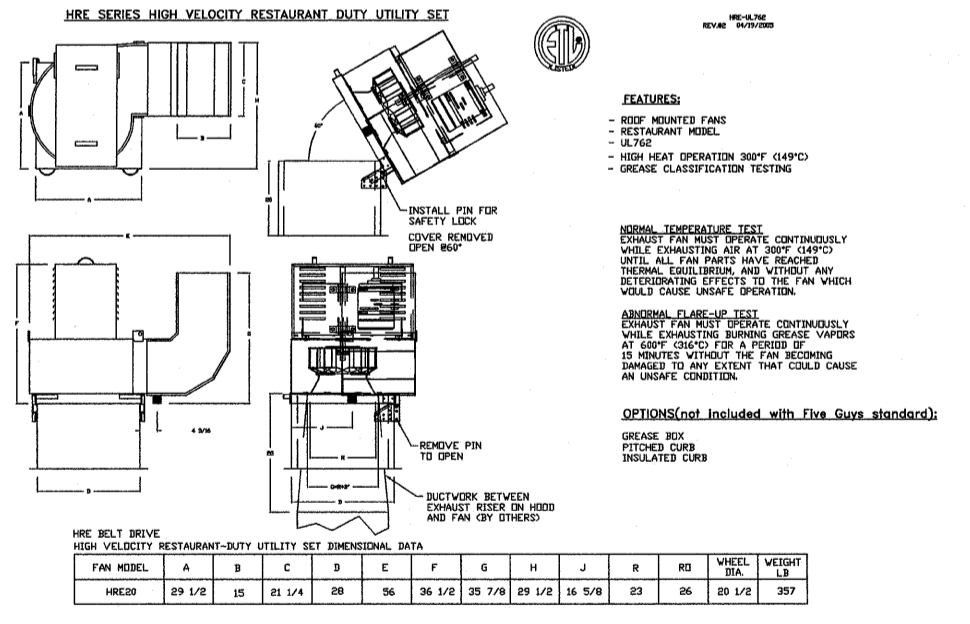 HRE SERIES HIGH VELOCITY RESTAURANT DUTY UTILITY SET
HRE-UL762
REV.#2 04/19/2005
ETL
FEATURES:
- ROOF MOUNTED FANS
- RESTAURANT MODEL
- UL762
- HIGH HEAT OPERATION 300°F (149°C)
- GREASE CLASSIFICATION TESTING
A
C
H
B
A
60°
28
INSTALL PIN FOR
SAFETY LOCK
COVER REMOVED
OPEN @60°
NORMAL TEMPERATURE TEST
EXHAUST FAN MUST OPERATE CONTINUOUSLY
WHILE EXHAUSTING AIR AT 300°F (149°C)
UNTIL ALL FAN PARTS HAVE REACHED
THERMAL EQUILIBRIUM, AND WITHOUT ANY
DETERIORATING EFFECTS TO THE FAN WHICH
WOULD CAUSE UNSAFE OPERATION.
ABNORMAL FLARE-UP TEST
EXHAUST FAN MUST OPERATE CONTINUOUSLY
WHILE EXHAUSTING BURNING GREASE VAPORS
AT 600°F (316°C) FOR A PERIOD OF
15 MINUTES WITHOUT THE FAN BECOMING
DAMAGED TO ANY EXTENT THAT COULD CAUSE
AN UNSAFE CONDITION.
OPTIONS(not included with Five Guys standard):
GREASE BOX
PITCHED CURB
INSULATED CURB
F
4 3/16
D
J
R
D
REMOVE PIN
TO OPEN
DUCTWORK BETWEEN
EXHAUST RISER ON HOOD
AND FAN (BY OTHERS)
HRE BELT DRIVE
HIGH VELOCITY RESTAURANT-DUTY UTILITY SET DIMENSIONAL DATA
FAN MODEL A B C D E F G H J R RO WHEEL DIA. WEIGHT LB
HRE20 29 1/2 15 21 1/4 28 56 36 1/2 35 7/8 29 1/2 16 5/8 23 26 20 1/2 357